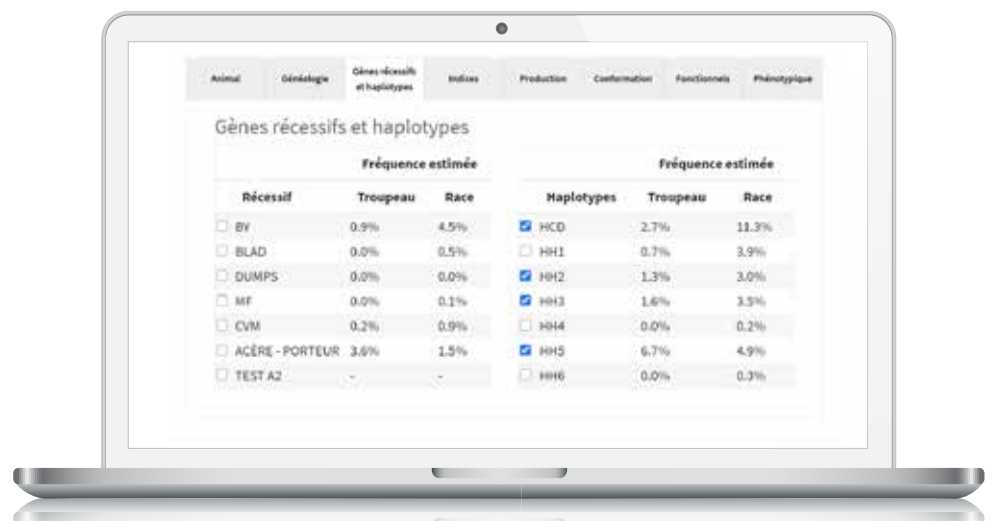 Animal Généalogie Gènes récessifs et haplotypes Indices Production Conformation Fonctionnels Phénotypique
Gènes récessifs et haplotypes
Fréquence estimée Fréquence estimée
Récessif Troupeau Race Haplotypes Troupeau Race
BY 0.9% 4.5% HCD 2.7% 11.3%
BLAD 0.0% 0.5% HH1 0.7% 3.9%
DUMPS 0.0% 0.0% HH2 1.3% 3.0%
MF 0.0% 0.1% HH3 1.6% 3.5%
CVM 0.2% 0.9% HH4 0.0% 0.2%
ACÈRE - PORTEUR 3.6% 1.5% HH5 6.7% 4.9%
TEST A2 - - HH6 0.0% 0.3%